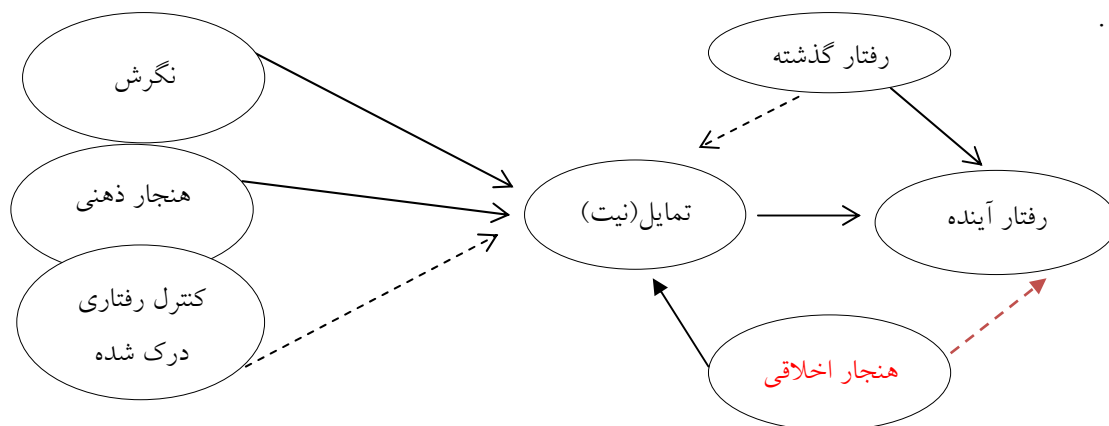 رفتار گذشته
نگرش
هنجار ذهنی
تمایل(نیت)
رفتار آینده
کنترل رفتاری
درک شده
هنجار اخلاقی